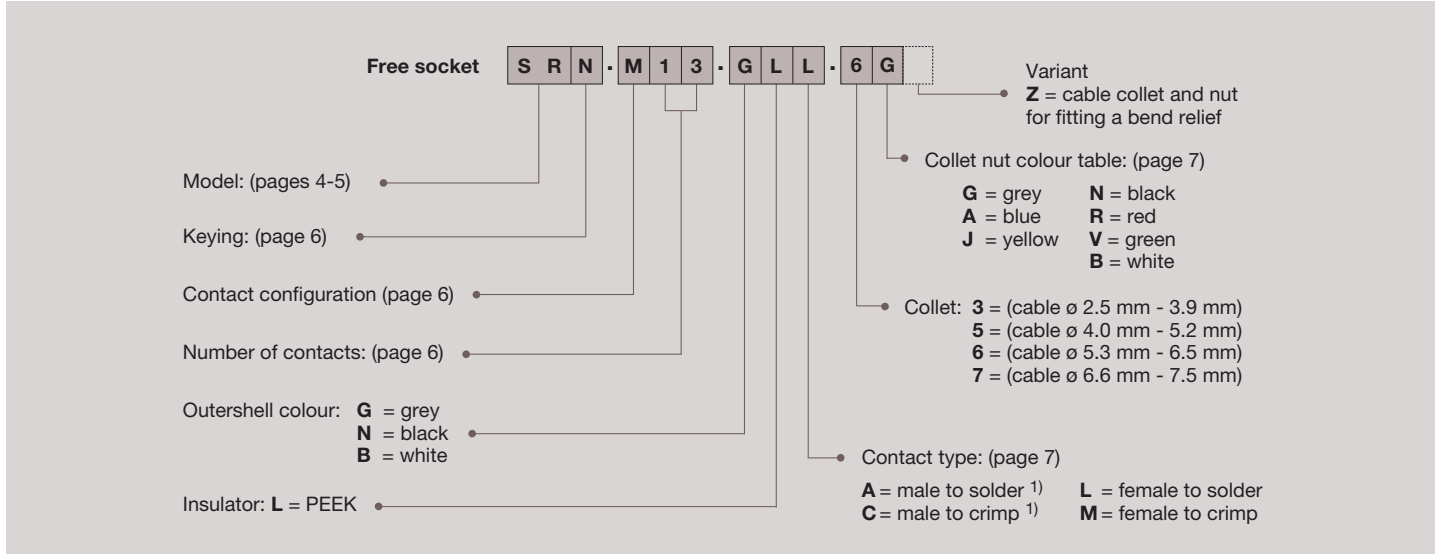 Free socket SRN.M13.GLL.6G
Variant
Z = cable collet and nut
for fitting a bend relief
Collet nut colour table: (page 7)
G = grey N = black
A = blue R = red
J = yellow V = green
B = white
Model: (pages 4-5)
Keying: (page 6)
Contact configuration (page 6)
Collet: 3 = (cable ø 2.5 mm - 3.9 mm)
5 = (cable ø 4.0 mm - 5.2 mm)
6 = (cable ø 5.3 mm - 6.5 mm)
7 = (cable ø 6.6 mm - 7.5 mm)
Number of contacts: (page 6)
Outershell colour: G = grey
N = black
B = white
Contact type: (page 7)
A = male to solder 1) L = female to solder
C = male to crimp 1) M = female to crimp
Insulator: L = PEEK